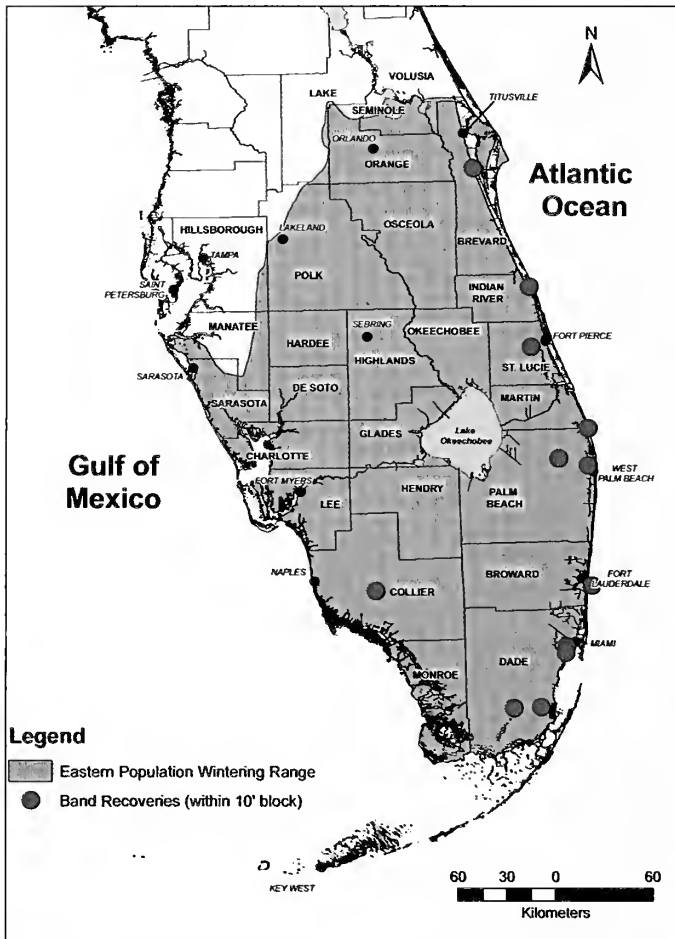 N
VOLUSIA
LAKE
TITUSVILLE
SEMINOLE
ORLANDO
ORANGE
Atlantic
Ocean
HILLSBOROUGH
LAKELAND
OSCEOLA
BREVARD
TAMPA
POLK
SAINT
PETERSBURG
INDIAN
RIVER
MANATEE
SEBRING
OKEECHOBEE
HARDEE
HIGHLANDS
FORT PIERCE
ST. LUCIE
SARASOTA
DE SOTO
SARASOTA
MARTIN
GLADES
Lake
Okeechobee
CHARLOTTE
Gulf of
Mexico
FORT MYERS
LEE
HENDRY
PALM
BEACH
WEST
PALM BEACH
NAPLES
COLLIER
BROWARD
FORT
LAUDERDALE
MIAMI
DADE
MONROE
Legend
Eastern Population Wintering Range
Band Recoveries (within 10' block)
KEY WEST
60 30 0 60
Kilometers